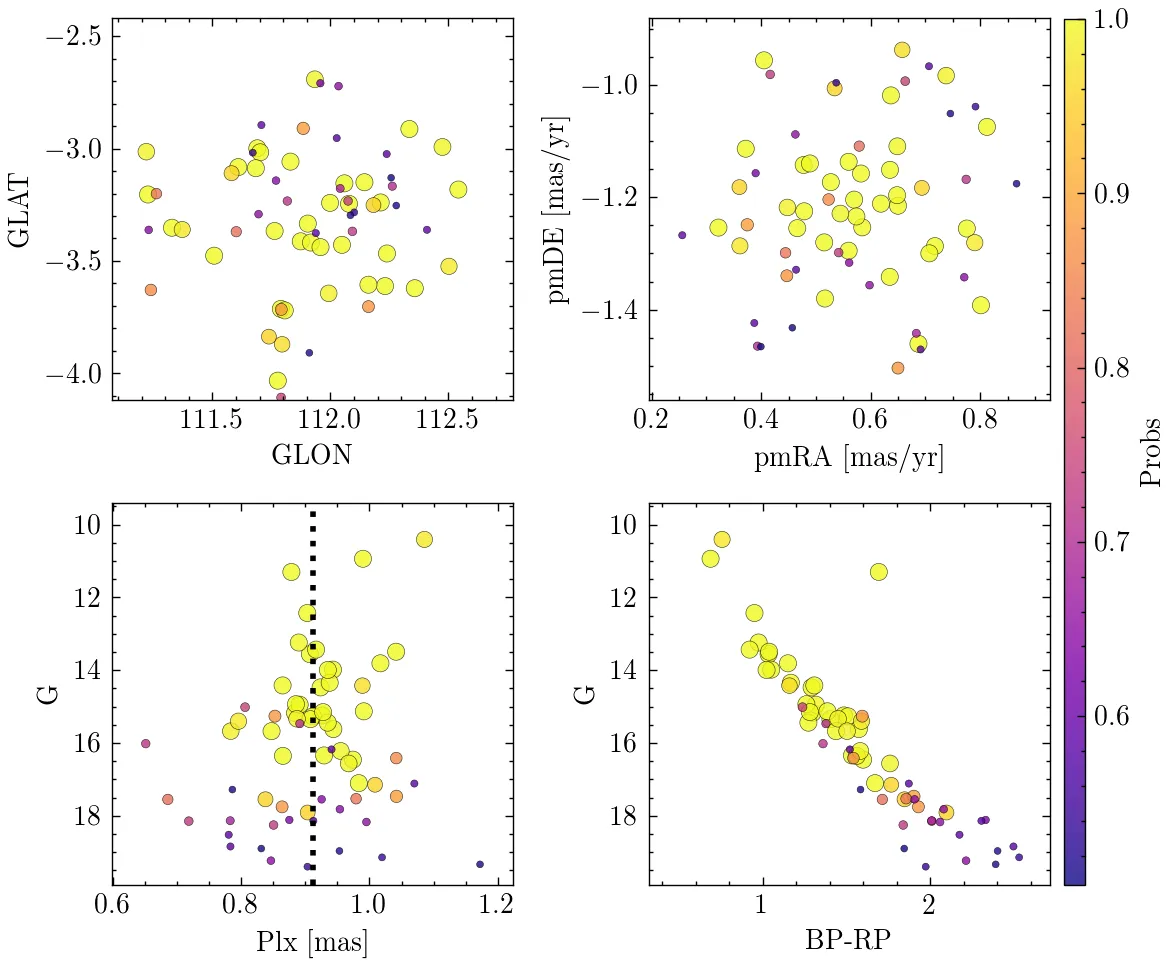 −2.5
−3.0
−3.5
−4.0
GLAT
111.5 112.0 112.5
GLON
−1.0
−1.2
−1.4
pmDE [mas/yr]
0.2 0.4 0.6 0.8
pmRA [mas/yr]
10
12
14
16
18
G
0.6 0.8 1.0 1.2
Plx [mas]
10
12
14
16
18
G
1 2
BP-RP
1.0
0.9
0.8
0.7
0.6
Probs